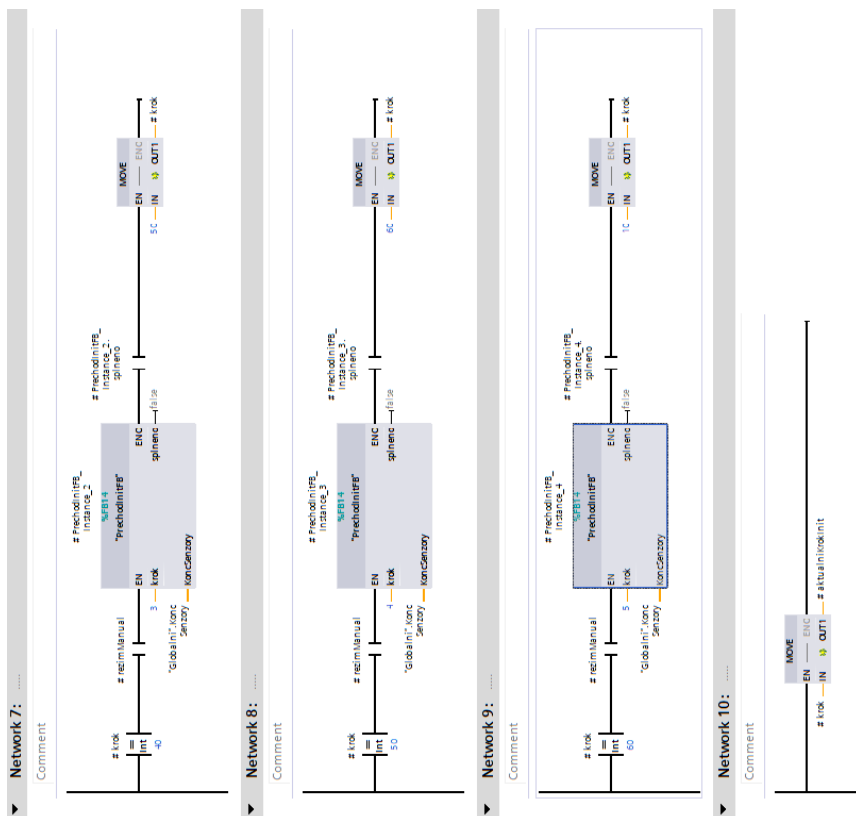 Network 7: .....
Comment
# krok
==
Int
40
# rezimManual
# PrechodInitFB_
Instance_2
%FB14
"PrechodInitFB"
EN
ENO
3
krok
splneno
false
"Globalni".Konc
Senzory
KoncSenzory
# PrechodInitFB_
Instance_2.
splneno
MOVE
EN
ENO
50
IN
OUT1
# krok
Network 8: .....
Comment
# krok
==
Int
50
# rezimManual
# PrechodInitFB_
Instance_3
%FB14
"PrechodInitFB"
EN
ENO
4
krok
splneno
false
"Globalni".Konc
Senzory
KoncSenzory
# PrechodInitFB_
Instance_3.
splneno
MOVE
EN
ENO
60
IN
OUT1
# krok
Network 9: .....
Comment
# krok
==
Int
60
# rezimManual
# PrechodInitFB_
Instance_4
%FB14
"PrechodInitFB"
EN
ENO
5
krok
splneno
false
"Globalni".Konc
Senzory
KoncSenzory
# PrechodInitFB_
Instance_4.
splneno
MOVE
EN
ENO
10
IN
OUT1
# krok
Network 10: .....
Comment
MOVE
EN
ENO
# krok
IN
OUT1
# aktualniKrokInit